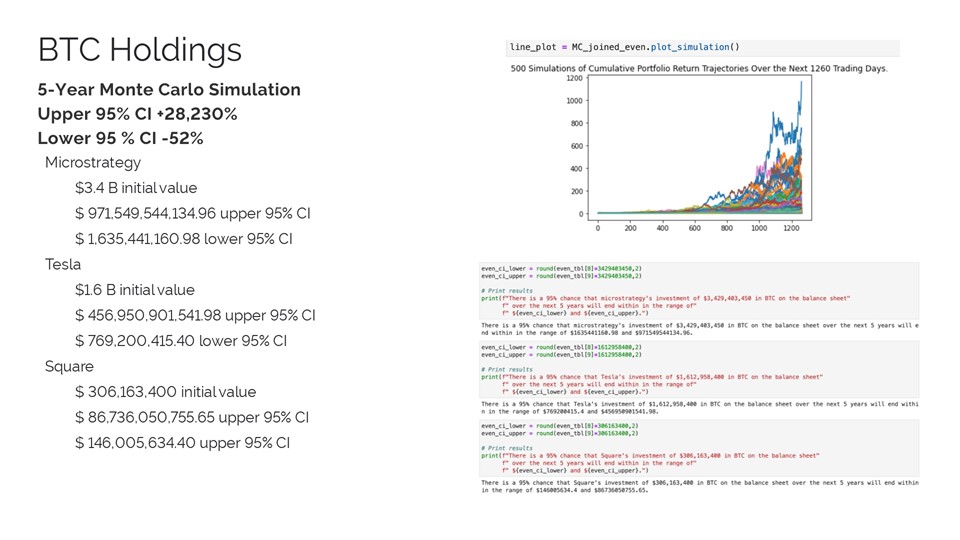 BTC Holdings
5-Year Monte Carlo Simulation
Upper 95% CI +28,230%
Lower 95 % CI -52%
Microstrategy
$3.4 B initial value
$ 971,549,544,134.96 upper 95% CI
$ 1,635,441,160.98 lower 95% CI
Tesla
$1.6 B initial value
$ 456,950,901,541.98 upper 95% CI
$ 769,200,415.40 lower 95% CI
Square
$ 306,163,400 initial value
$ 86,736,050,755.65 upper 95% CI
$ 146,005,634.40 upper 95% CI
line_plot = MC_joined_even.plot_simulation()
500 Simulations of Cumulative Portfolio Return Trajectories Over the Next 1260 Trading Days.
1200
1000
800
600
400
200
0
0 200 400 600 800 1000 1200
even_ci_lower = round(even_tbl[8]*3429403450,2)
even_ci_upper = round(even_tbl[9]*3429403450,2)
# Print results
print(f"There is a 95% chance that microstrategy's investment of $3,429,403,450 in BTC on the balance sheet"
f" over the next 5 years will end within in the range of"
f" ${even_ci_lower} and ${even_ci_upper}.")
There is a 95% chance that microstrategy's investment of $3,429,403,450 in BTC on the balance sheet over the next 5 years will e
nd within in the range of $1635441160.98 and $971549544134.96.
even_ci_lower = round(even_tbl[8]*1612958400,2)
even_ci_upper = round(even_tbl[9]*1612958400,2)
# Print results
print(f"There is a 95% chance that Tesla's investment of $1,612,958,400 in BTC on the balance sheet"
f" over the next 5 years will end within in the range of"
f" ${even_ci_lower} and ${even_ci_upper}.")
There is a 95% chance that Tesla's investment of $1,612,958,400 in BTC on the balance sheet over the next 5 years will end withi
n in the range of $769200415.4 and $456950901541.98.
even_ci_lower = round(even_tbl[8]*306163400,2)
even_ci_upper = round(even_tbl[9]*306163400,2)
# Print results
print(f"There is a 95% chance that Square's investment of $306,163,400 in BTC on the balance sheet"
f" over the next 5 years will end within in the range of"
f" ${even_ci_lower} and ${even_ci_upper}.")
There is a 95% chance that Square's investment of $306,163,400 in BTC on the balance sheet over the next 5 years will end within
in the range of $146005634.4 and $86736050755.65.